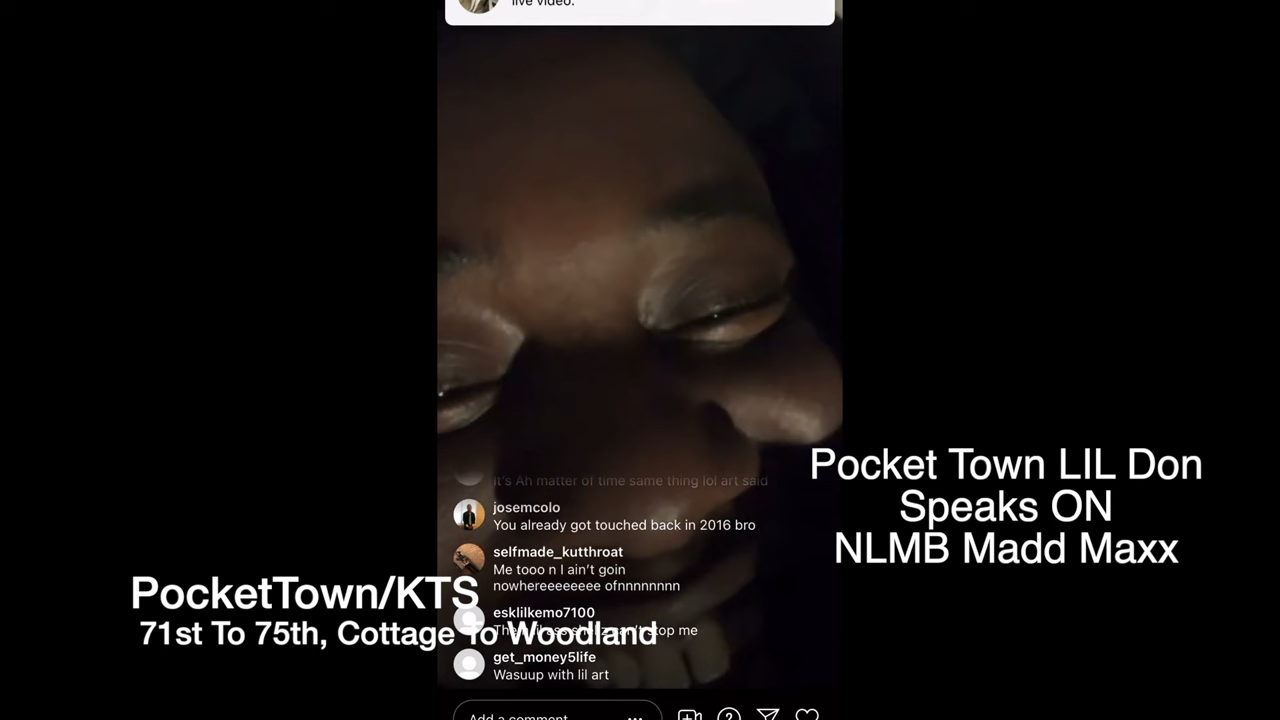 live video.
It's Ah matter of time same thing lol art said
josemcolo
You already got touched back in 2016 bro
selfmade_kutthroat
Me tooo n I ain't goin
nowhereeeeeeee ofnnnnnnnn
esklilkemo7100
stop me
get_money5life
Wasuup with lil art
Add a comment
Pocket Town LIL Don
Speaks ON
NLMB Madd Maxx
PocketTown/KTS
71st To 75th, Cottage To Woodland